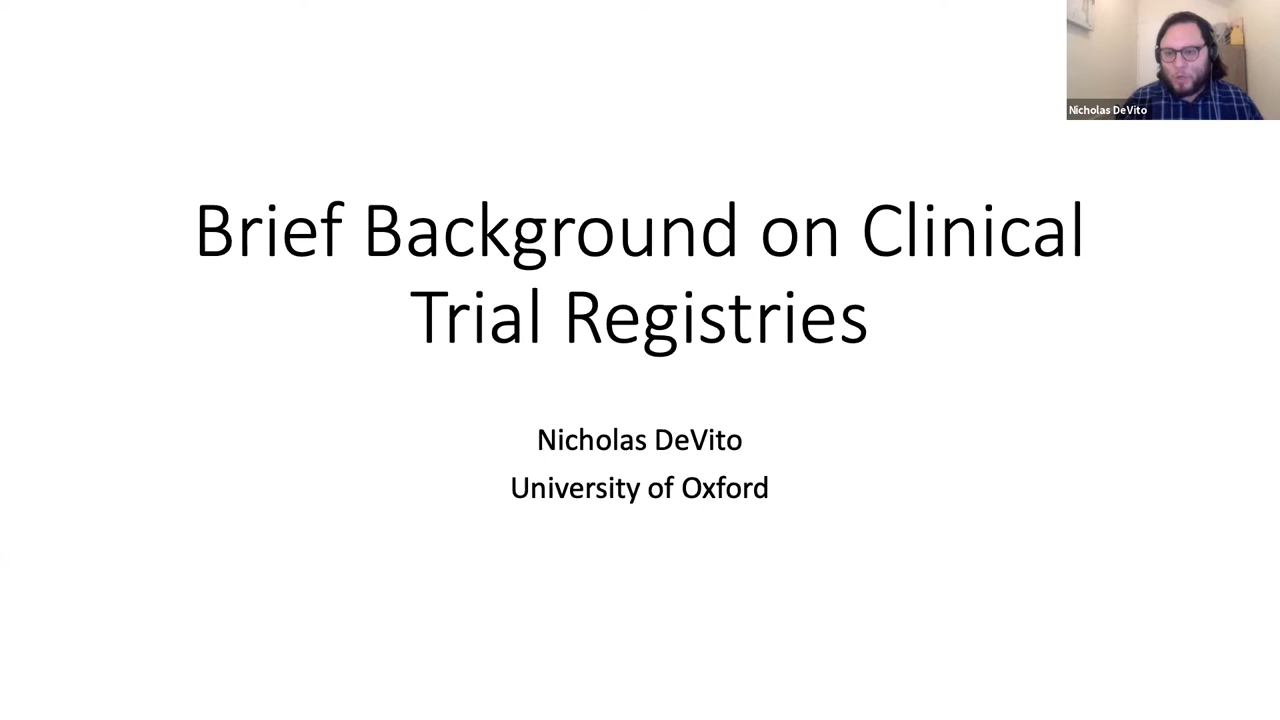 Nicholas DeVito
Brief Background on Clinical
Trial Registries
Nicholas DeVito
University of Oxford